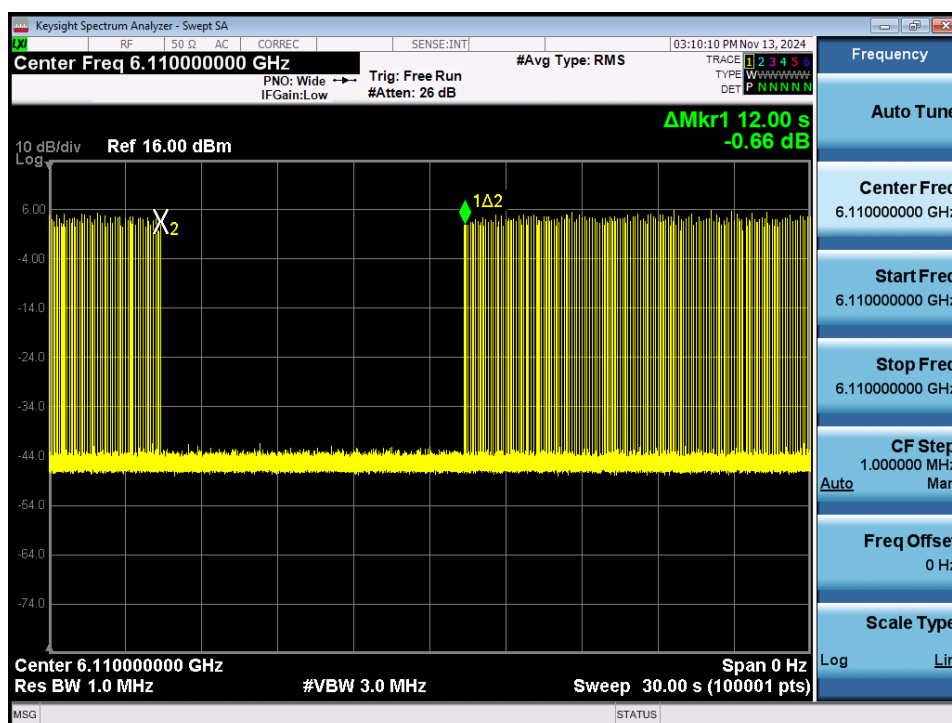 Keysight Spectrum Analyzer - Swept SA
LXI RF 50 Ω AC CORREC SENSE:INT 03:10:10 PM Nov 13, 2024
Center Freq 6.110000000 GHz
PNO: Wide
IFGain:Low
Trig: Free Run
#Atten: 26 dB
#Avg Type: RMS
TRACE 1 2 3 4 5 6
TYPE WWWWWWW
DET P N N N N N
ΔMkr1 12.00 s
-0.66 dB
10 dB/div Ref 16.00 dBm
Log
6.00
-4.00
-14.0
-24.0
-34.0
-44.0
-54.0
-64.0
-74.0
X2
1Δ2
Center 6.110000000 GHz Span 0 Hz
Res BW 1.0 MHz #VBW 3.0 MHz Sweep 30.00 s (100001 pts)
MSG STATUS
Frequency
Auto Tune
Center Freq
6.110000000 GHz
Start Freq
6.110000000 GHz
Stop Freq
6.110000000 GHz
CF Step
1.000000 MHz
Auto Man
Freq Offset
0 Hz
Scale Type
Log Lin